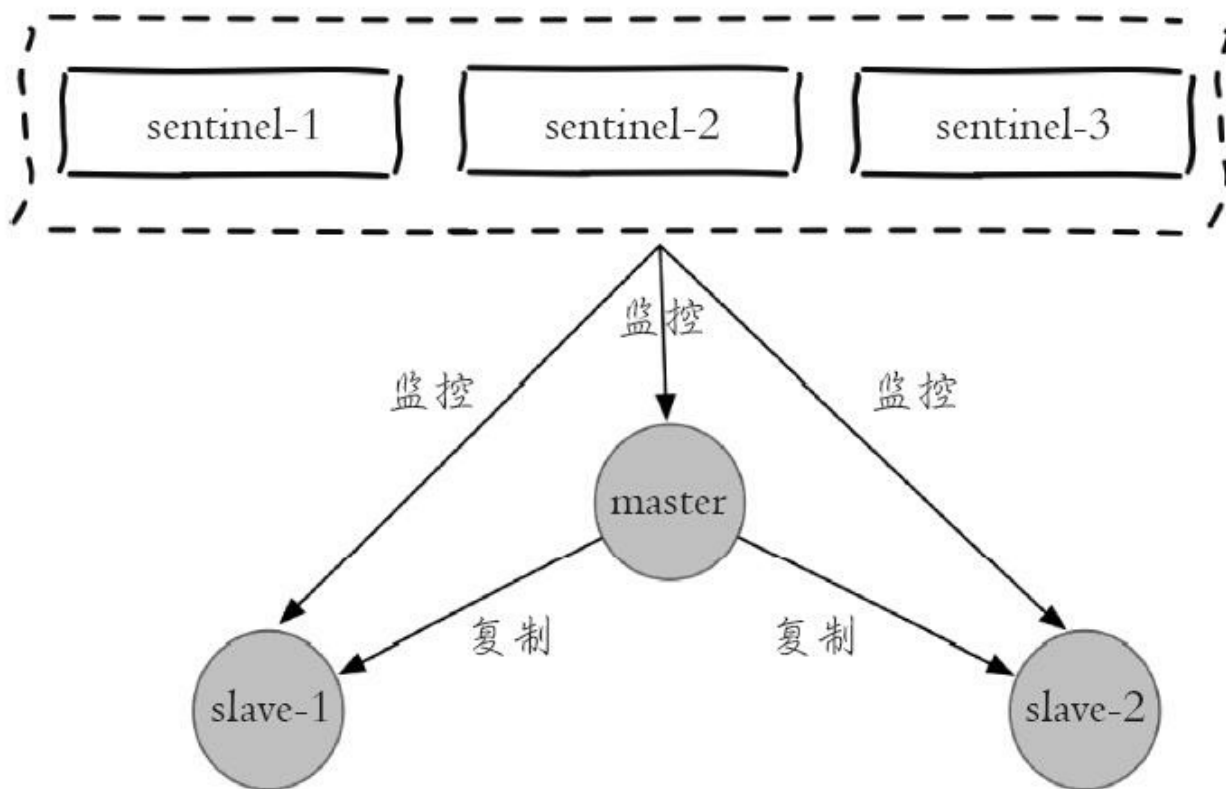 sentinel-1
sentinel-2
sentinel-3
监控
监控
监控
master
复制
复制
slave-1
slave-2